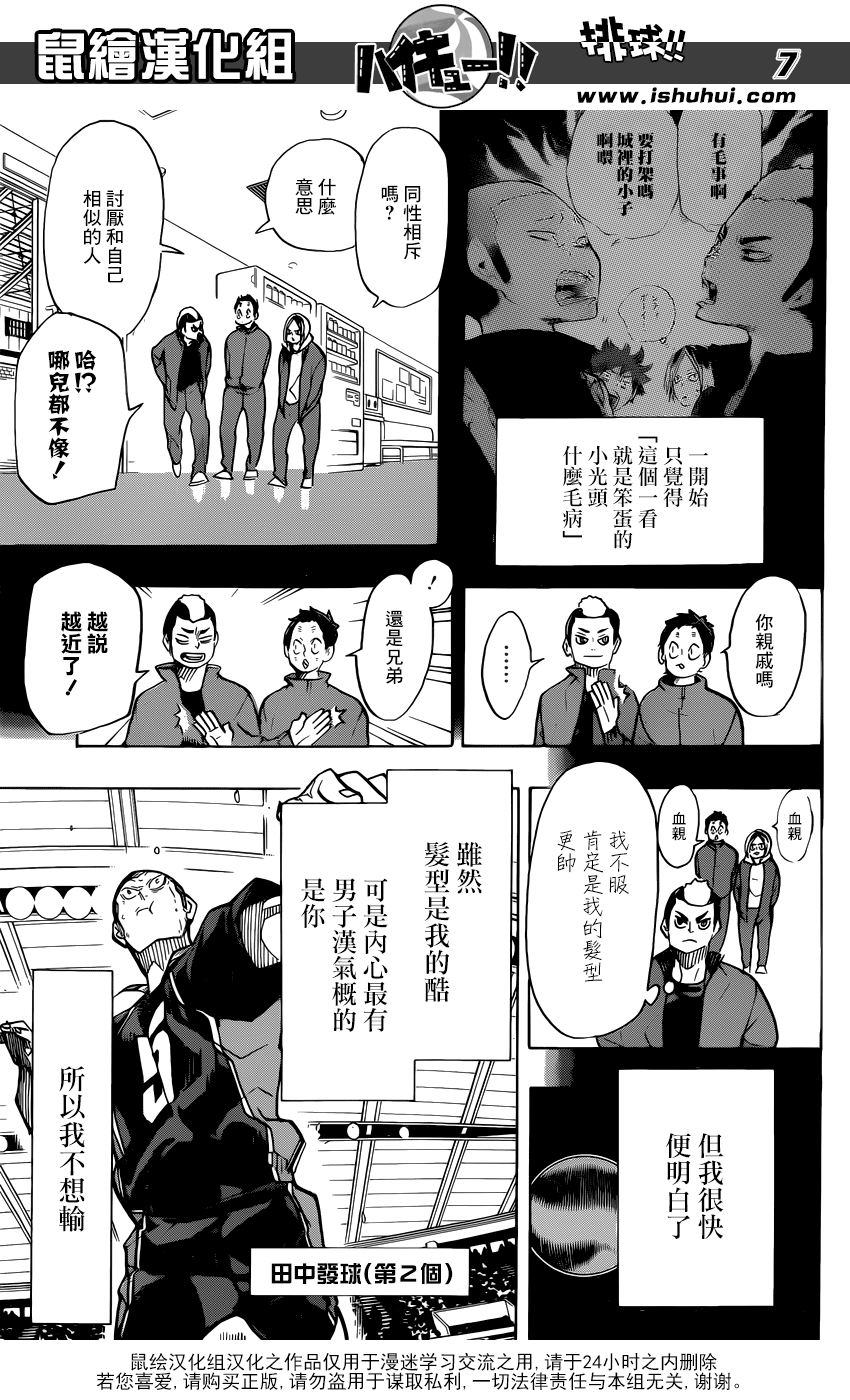 鼠繪漢化組
ハイキュー!!
排球!!
7
www.ishuhui.com
有毛事啊
要打架嗎
城裡的小子
啊喂
一開始
只覺得
「這個一看
就是笨蛋的
小光頭
什麼毛病」
同性相斥
嗎？
什麼
意思
討厭和自己
相似的人
哈!?
哪兒都不像！
你親戚嗎
……
！
還是兄弟
越說
越近了！
血親
血親
我不服
肯定是我的髮型
更帥
但我很快
便明白了
雖然
髮型是我的酷
可是內心最有
男子漢氣概的
是你
所以我不想輸
5
田中發球(第2個)
鼠绘汉化组汉化之作品仅用于漫迷学习交流之用, 请于24小时之内删除
若您喜爱, 请购买正版, 请勿盗用于谋取私利, 一切法律责任与本组无关, 谢谢。